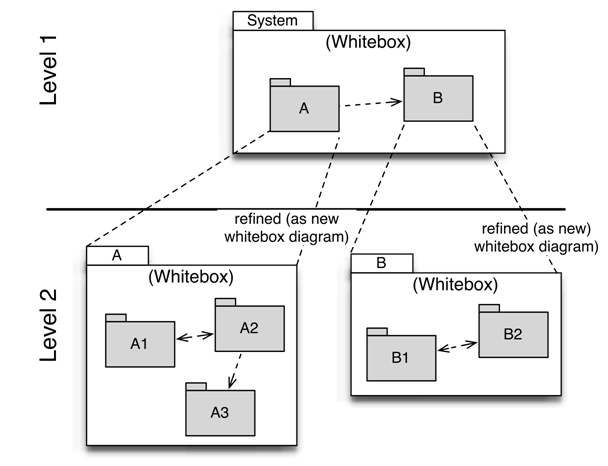 System
(Whitebox)
Level 1
A
B
refined (as new
whitebox diagram)
refined (as new)
whitebox diagram)
A
(Whitebox)
B
(Whitebox)
Level 2
A1
A2
A3
B1
B2